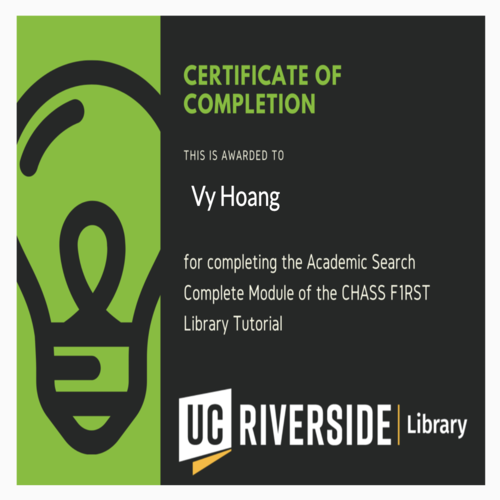 CERTIFICATE OF
COMPLETION
THIS IS AWARDED TO
Vy Hoang
for completing the Academic Search
Complete Module of the CHASS F1RST
Library Tutorial
UC RIVERSIDE | Library